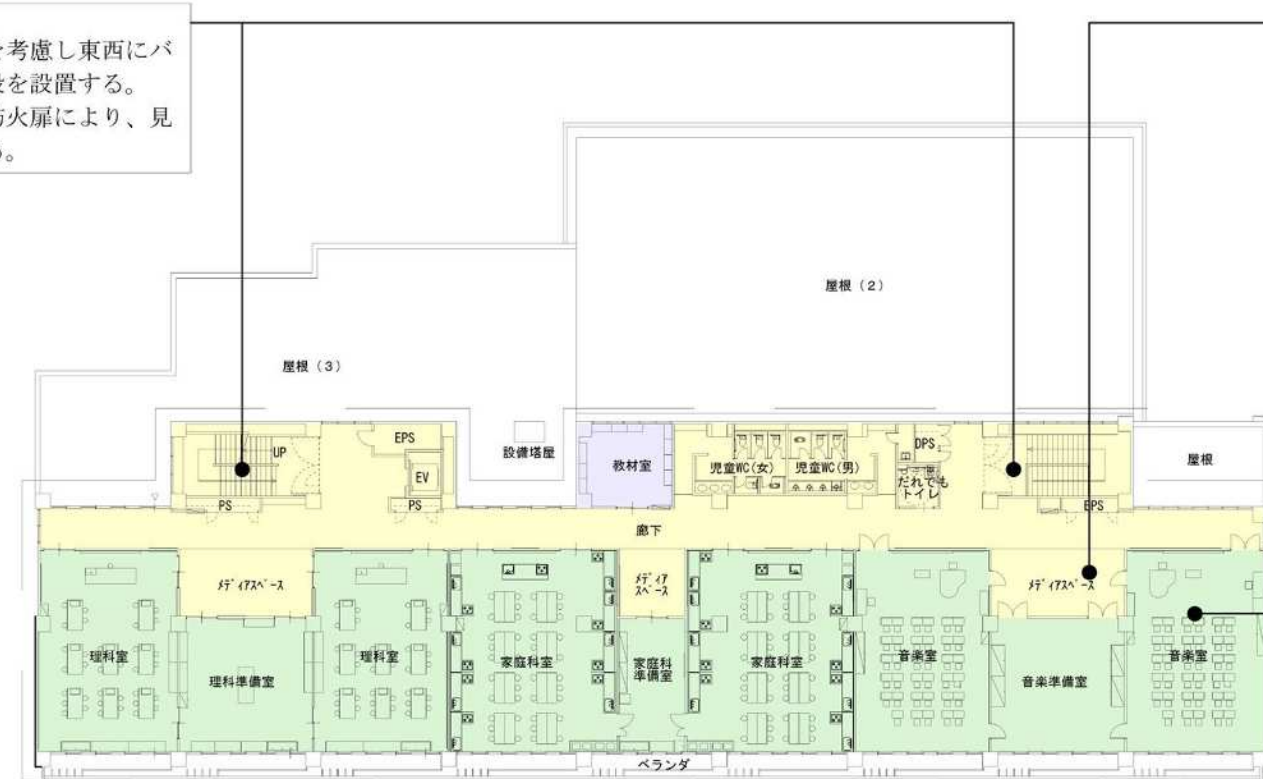 を考慮し東西にバ
段を設置する。
防火扉により、見
る。
屋根（２）
屋根（３）
EPS
UP
EV
PS
PS
設備塔屋
教材室
児童WC(女)
児童WC(男)
DPS
だれでも
トイレ
EPS
屋根
廊下
ﾒﾃﾞｨｱｽﾍﾟｰｽ
ﾒﾃﾞｨｱ
ｽﾍﾟｰｽ
ﾒﾃﾞｨｱｽﾍﾟｰｽ
理科室
理科準備室
理科室
家庭科室
家庭科
準備室
家庭科室
音楽室
音楽準備室
音楽室
ベランダ